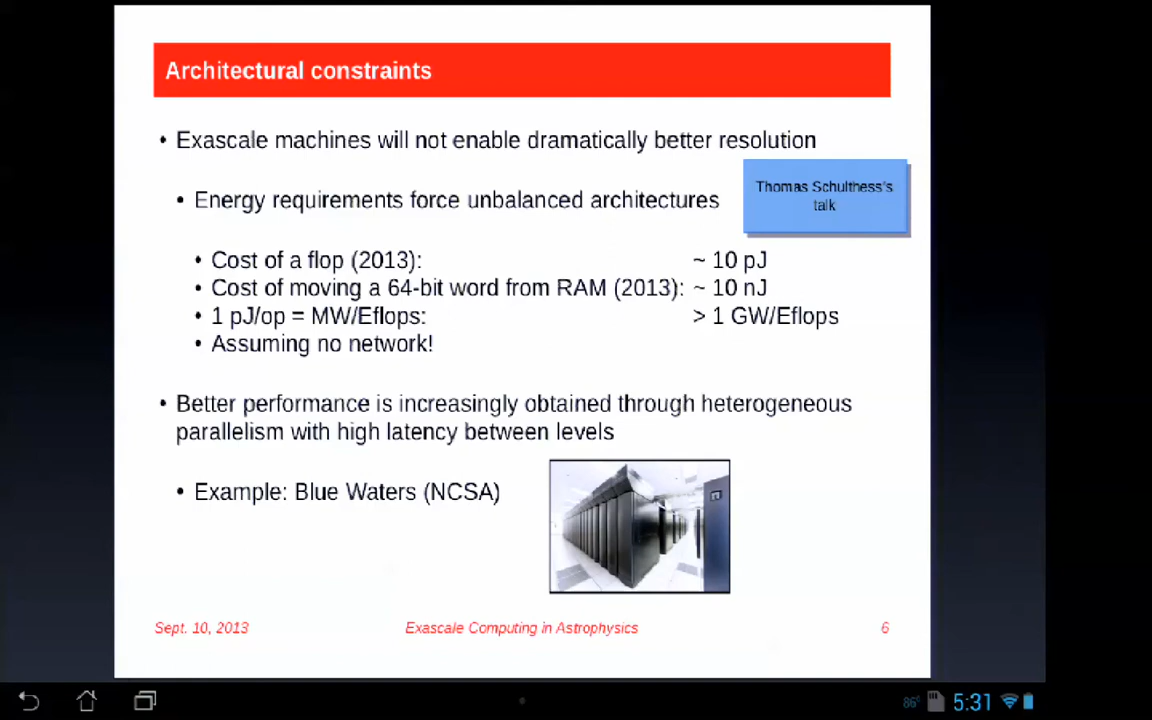 Architectural constraints
• Exascale machines will not enable dramatically better resolution
Thomas Schulthess's
talk
• Energy requirements force unbalanced architectures
• Cost of a flop (2013): ~ 10 pJ
• Cost of moving a 64-bit word from RAM (2013): ~ 10 nJ
• 1 pJ/op = MW/Eflops: > 1 GW/Eflops
• Assuming no network!
• Better performance is increasingly obtained through heterogeneous
parallelism with high latency between levels
• Example: Blue Waters (NCSA)
Sept. 10, 2013 Exascale Computing in Astrophysics 6
86° 5:31